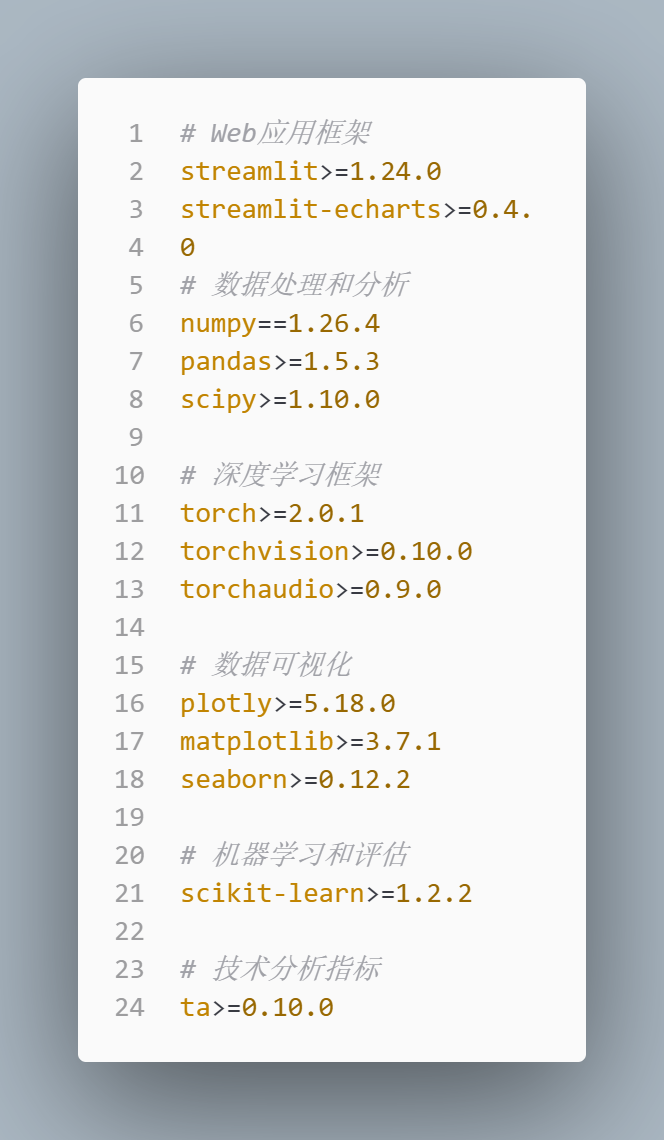 1 # Web应用框架
2 streamlit>=1.24.0
3 streamlit-echarts>=0.4.
4 0
5 # 数据处理和分析
6 numpy==1.26.4
7 pandas>=1.5.3
8 scipy>=1.10.0
9
10 # 深度学习框架
11 torch>=2.0.1
12 torchvision>=0.10.0
13 torchaudio>=0.9.0
14
15 # 数据可视化
16 plotly>=5.18.0
17 matplotlib>=3.7.1
18 seaborn>=0.12.2
19
20 # 机器学习和评估
21 scikit-learn>=1.2.2
22
23 # 技术分析指标
24 ta>=0.10.0